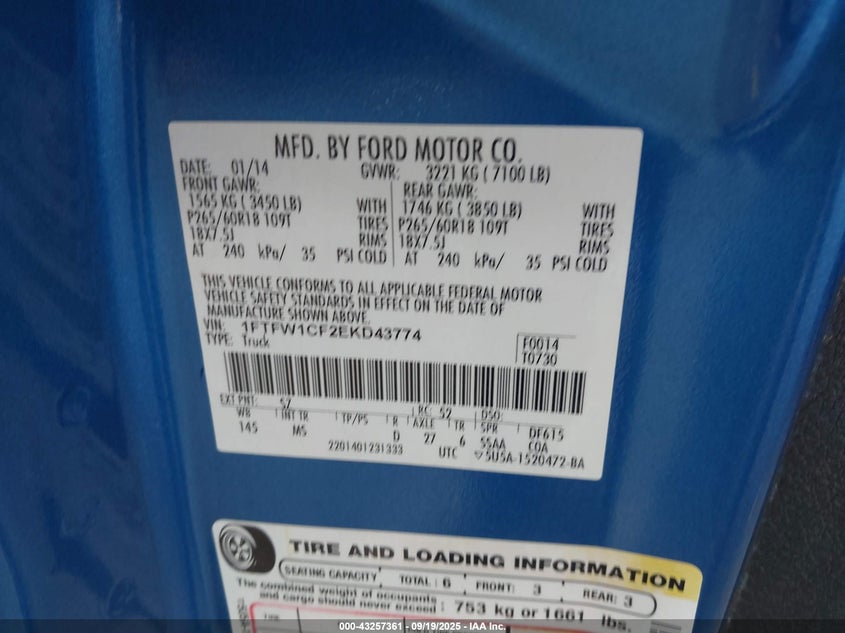 MFD. BY FORD MOTOR CO.
DATE: 01/14 GVWR: 3221 KG ( 7100 LB)
FRONT GAWR: REAR GAWR:
1565 KG ( 3450 LB) WITH 1746 KG ( 3850 LB) WITH
P265/60R18 109T TIRES P265/60R18 109T TIRES
18X7.5J RIMS 18X7.5J RIMS
AT 240 kPa/ 35 PSI COLD AT 240 kPa/ 35 PSI COLD
THIS VEHICLE CONFORMS TO ALL APPLICABLE FEDERAL MOTOR
VEHICLE SAFETY STANDARDS IN EFFECT ON THE DATE OF
MANUFACTURE SHOWN ABOVE.
VIN: 1FTFW1CF2EKD43774 F0014
TYPE: Truck T0730
EXT PNT: SZ RC: 52 DSO:
WB INT TR TP/PS R AXLE TR SPR DF615
145 MS D 27 6 SSAA COA
2201401231333 UTC ▽5U5A-1520472-BA
TIRE AND LOADING INFORMATION
SEATING CAPACITY TOTAL : 6 FRONT: 3 REAR: 3
The combined weight of occupants
and cargo should never exceed : 753 kg or 1661 lbs.
000-43257361 - 09/19/2025 - IAA Inc.